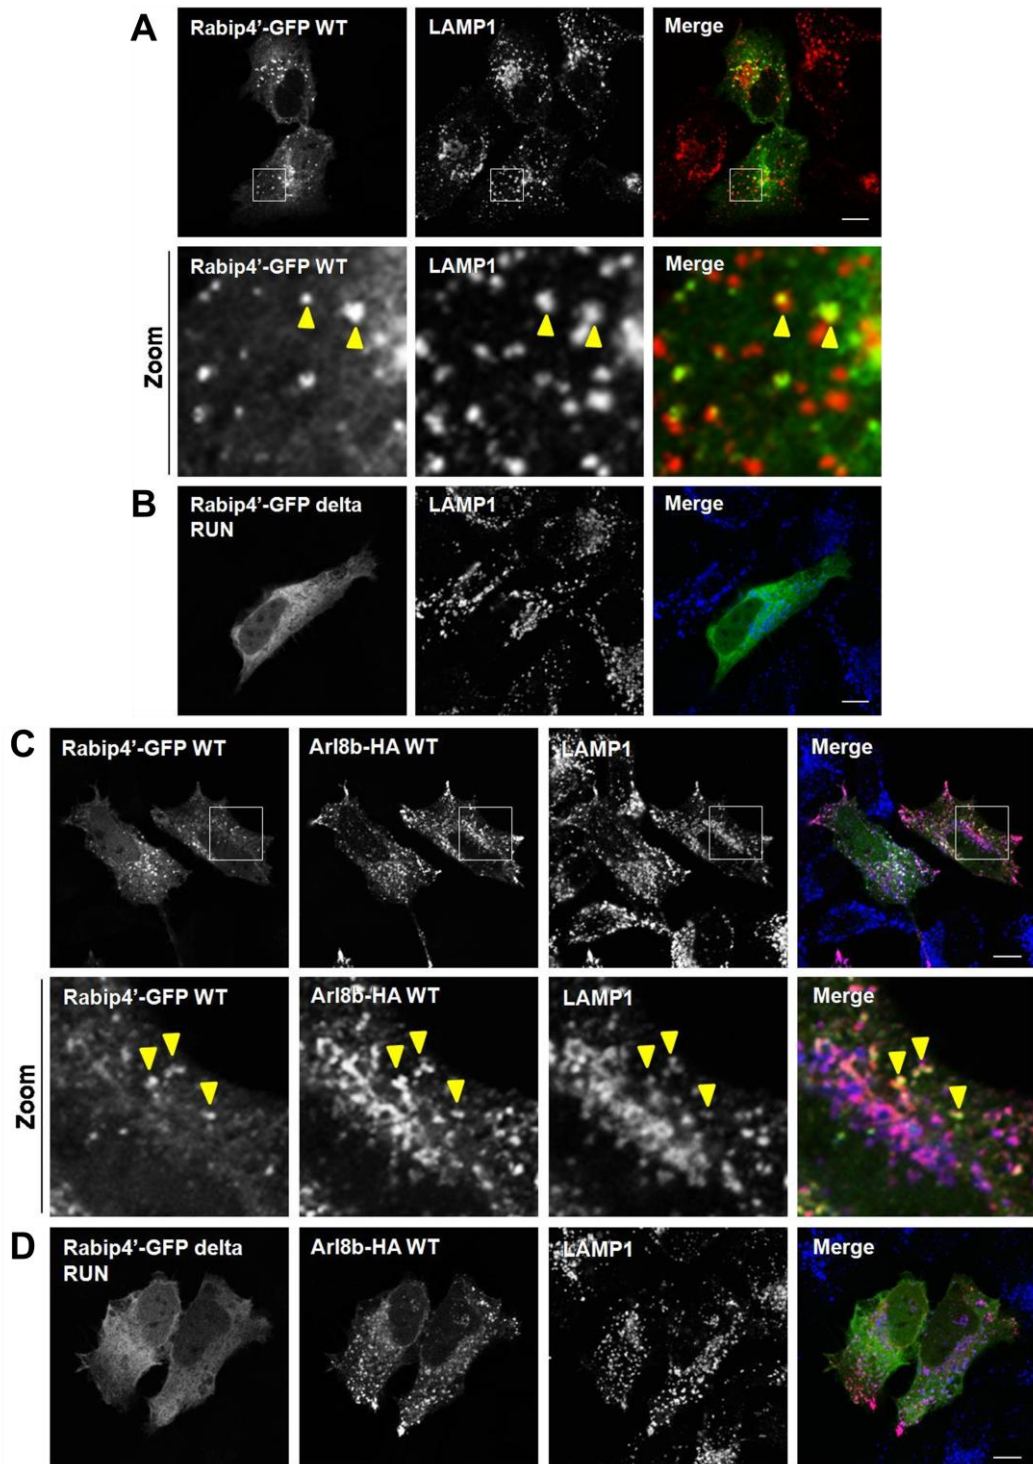 A
Rabip4’-GFP WT
LAMP1
Merge
Zoom
Rabip4’-GFP WT
LAMP1
Merge
B
Rabip4’-GFP delta
RUN
LAMP1
Merge
C
Rabip4’-GFP WT
Arl8b-HA WT
LAMP1
Merge
Zoom
Rabip4’-GFP WT
Arl8b-HA WT
LAMP1
Merge
D
Rabip4’-GFP delta
RUN
Arl8b-HA WT
LAMP1
Merge